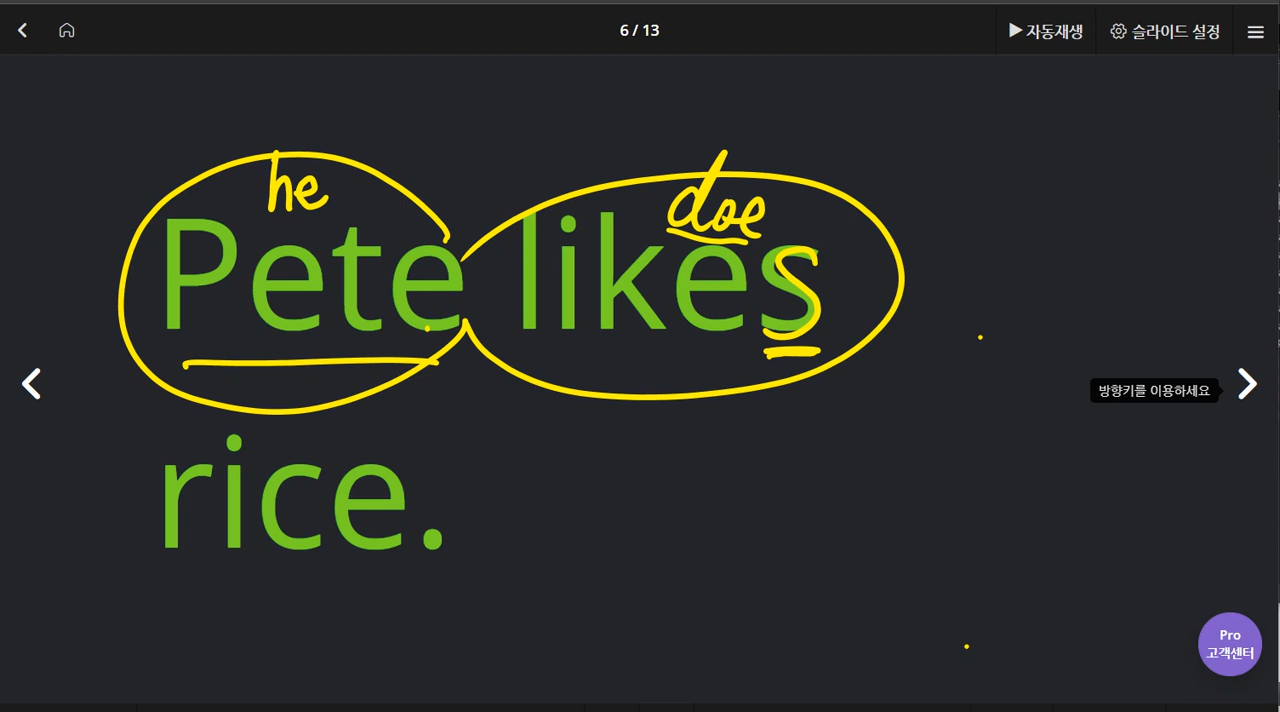 6 / 13
자동재생
슬라이드 설정
he
doe
Pete likes
방향키를 이용하세요
rice.
Pro
고객센터